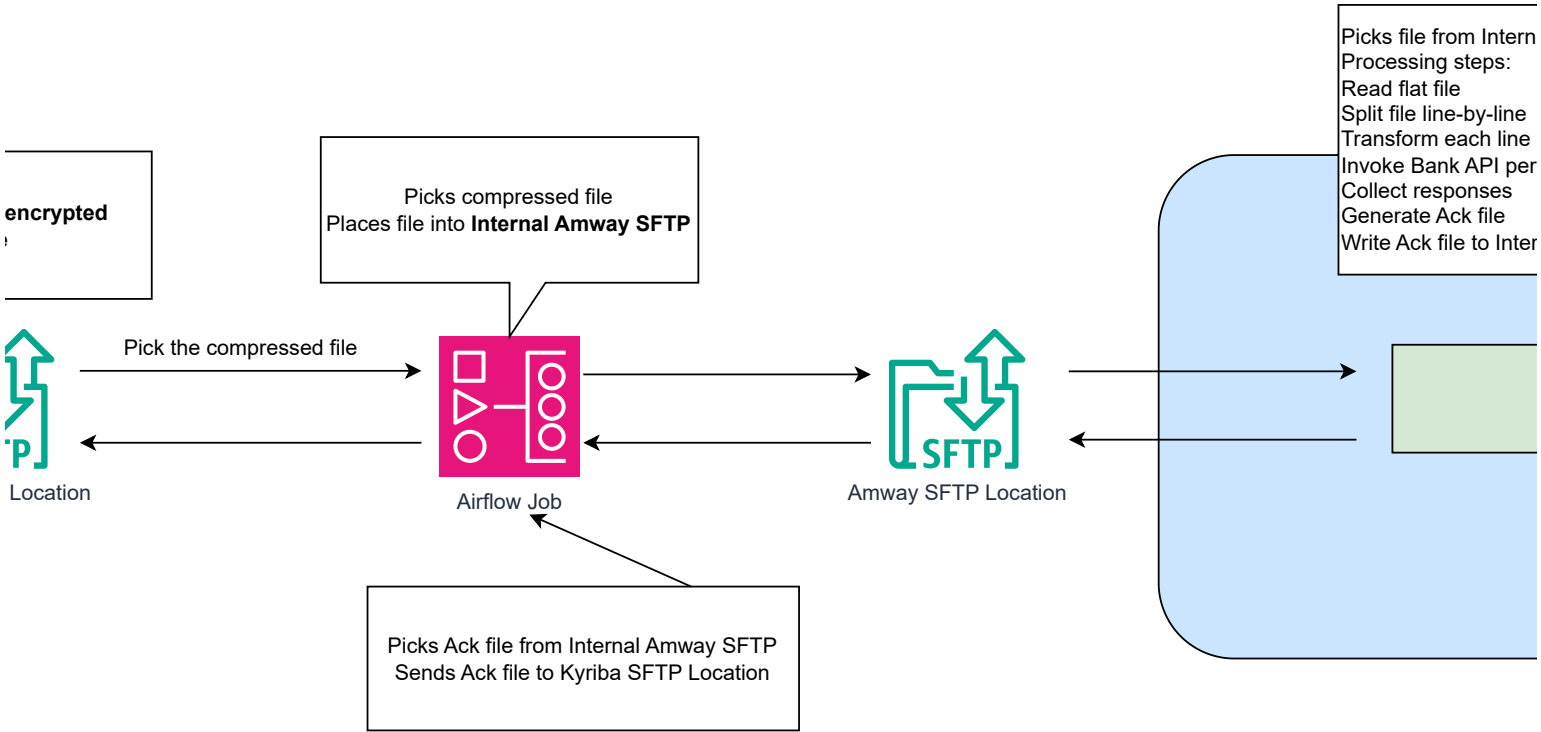 Picks file from Intern
Processing steps:
Read flat file
Split file line-by-line
Transform each line
Invoke Bank API per
Collect responses
Generate Ack file
Write Ack file to Inter
encrypted
Picks compressed file
Places file into Internal Amway SFTP
Pick the compressed file
TP
SFTP
Location
Airflow Job
Amway SFTP Location
Picks Ack file from Internal Amway SFTP
Sends Ack file to Kyriba SFTP Location